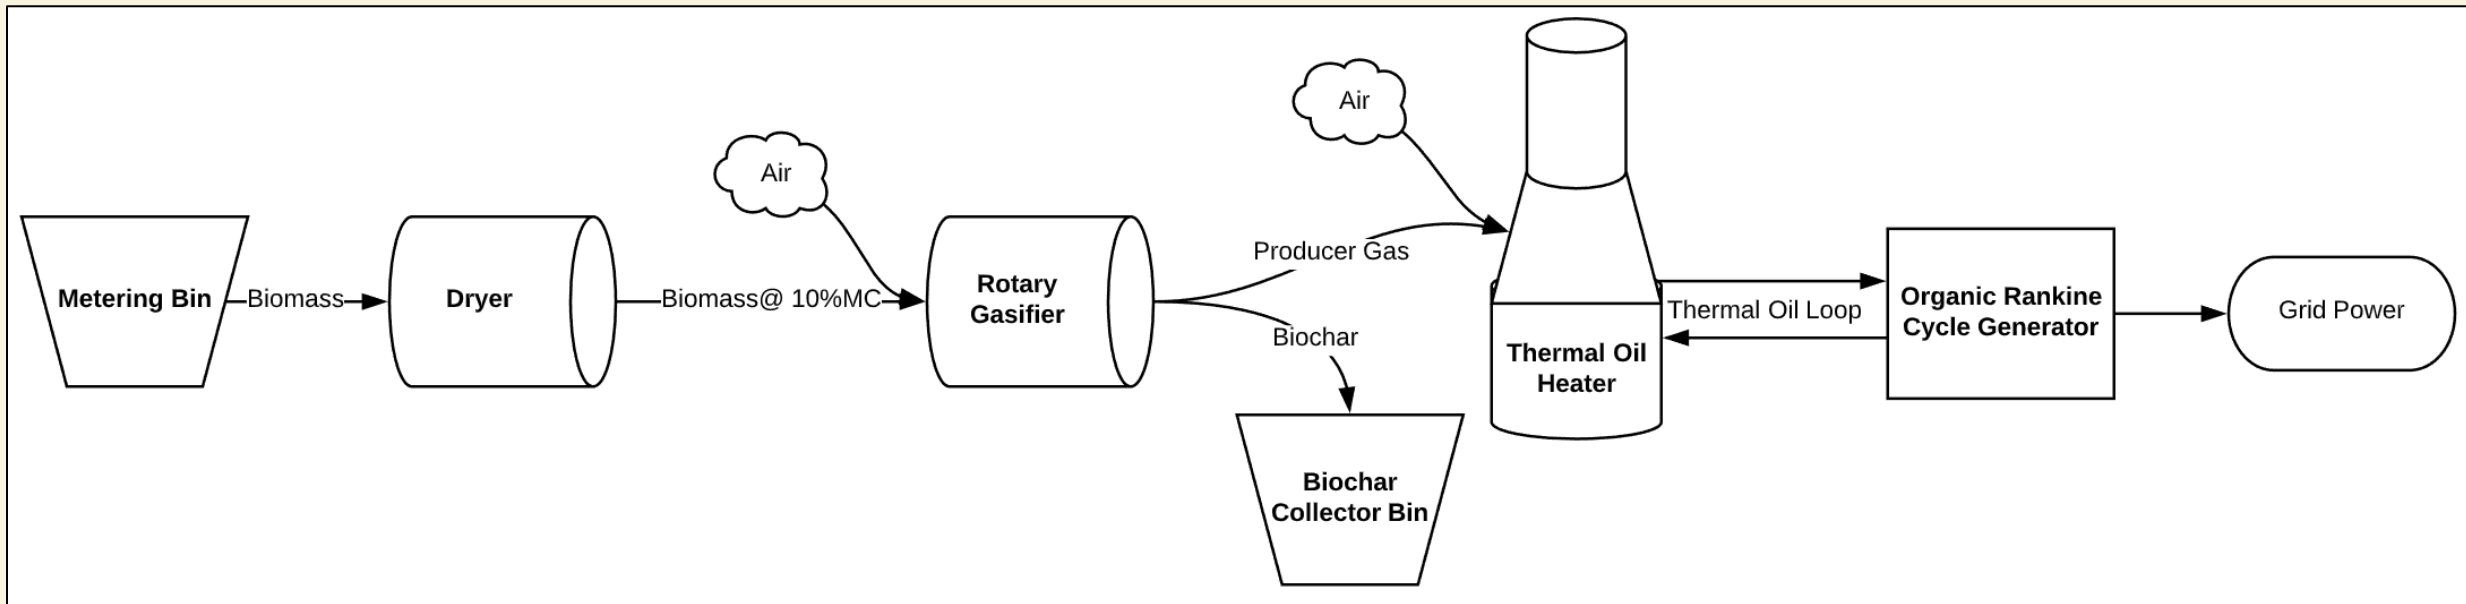 Metering Bin
Biomass
Dryer
Air
Biomass@ 10%MC
Rotary
Gasifier
Air
Producer Gas
Biochar
Biochar
Collector Bin
Thermal Oil
Heater
Thermal Oil Loop
Organic Rankine
Cycle Generator
Grid Power